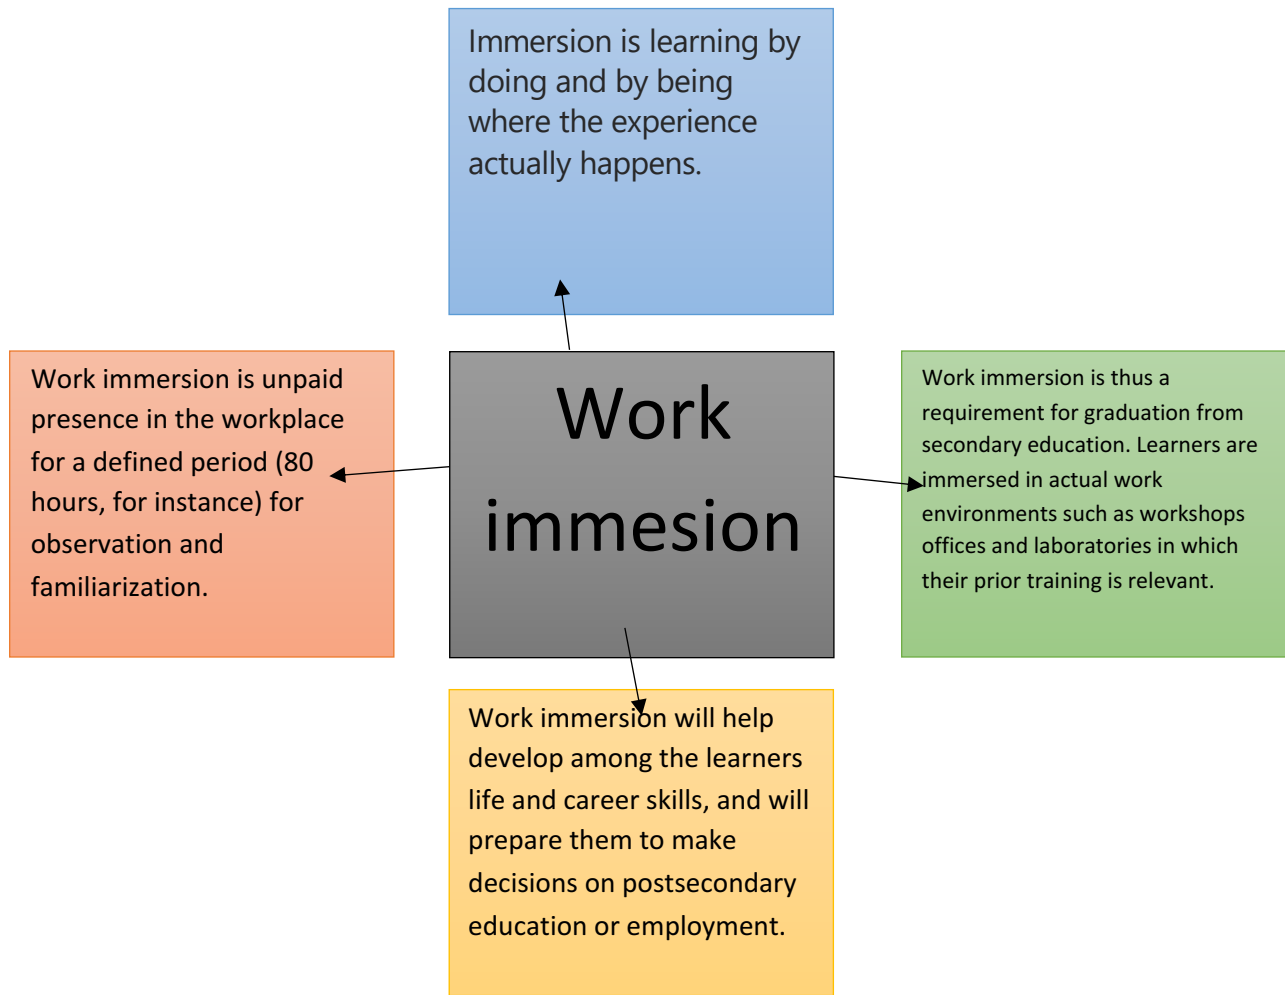 Immersion is learning by
doing and by being
where the experience
actually happens.
Work immersion is unpaid
presence in the workplace
for a defined period (80
hours, for instance) for
observation and
familiarization.
Work
immesion
Work immersion is thus a
requirement for graduation from
secondary education. Learners are
immersed in actual work
environments such as workshops
offices and laboratories in which
their prior training is relevant.
Work immersion will help
develop among the learners
life and career skills, and will
prepare them to make
decisions on postsecondary
education or employment.